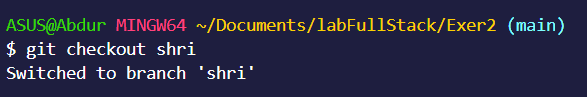 ASUS@Abdur MINGW64 ~/Documents/labFullStack/Exer2 (main)
$ git checkout shri
Switched to branch 'shri'